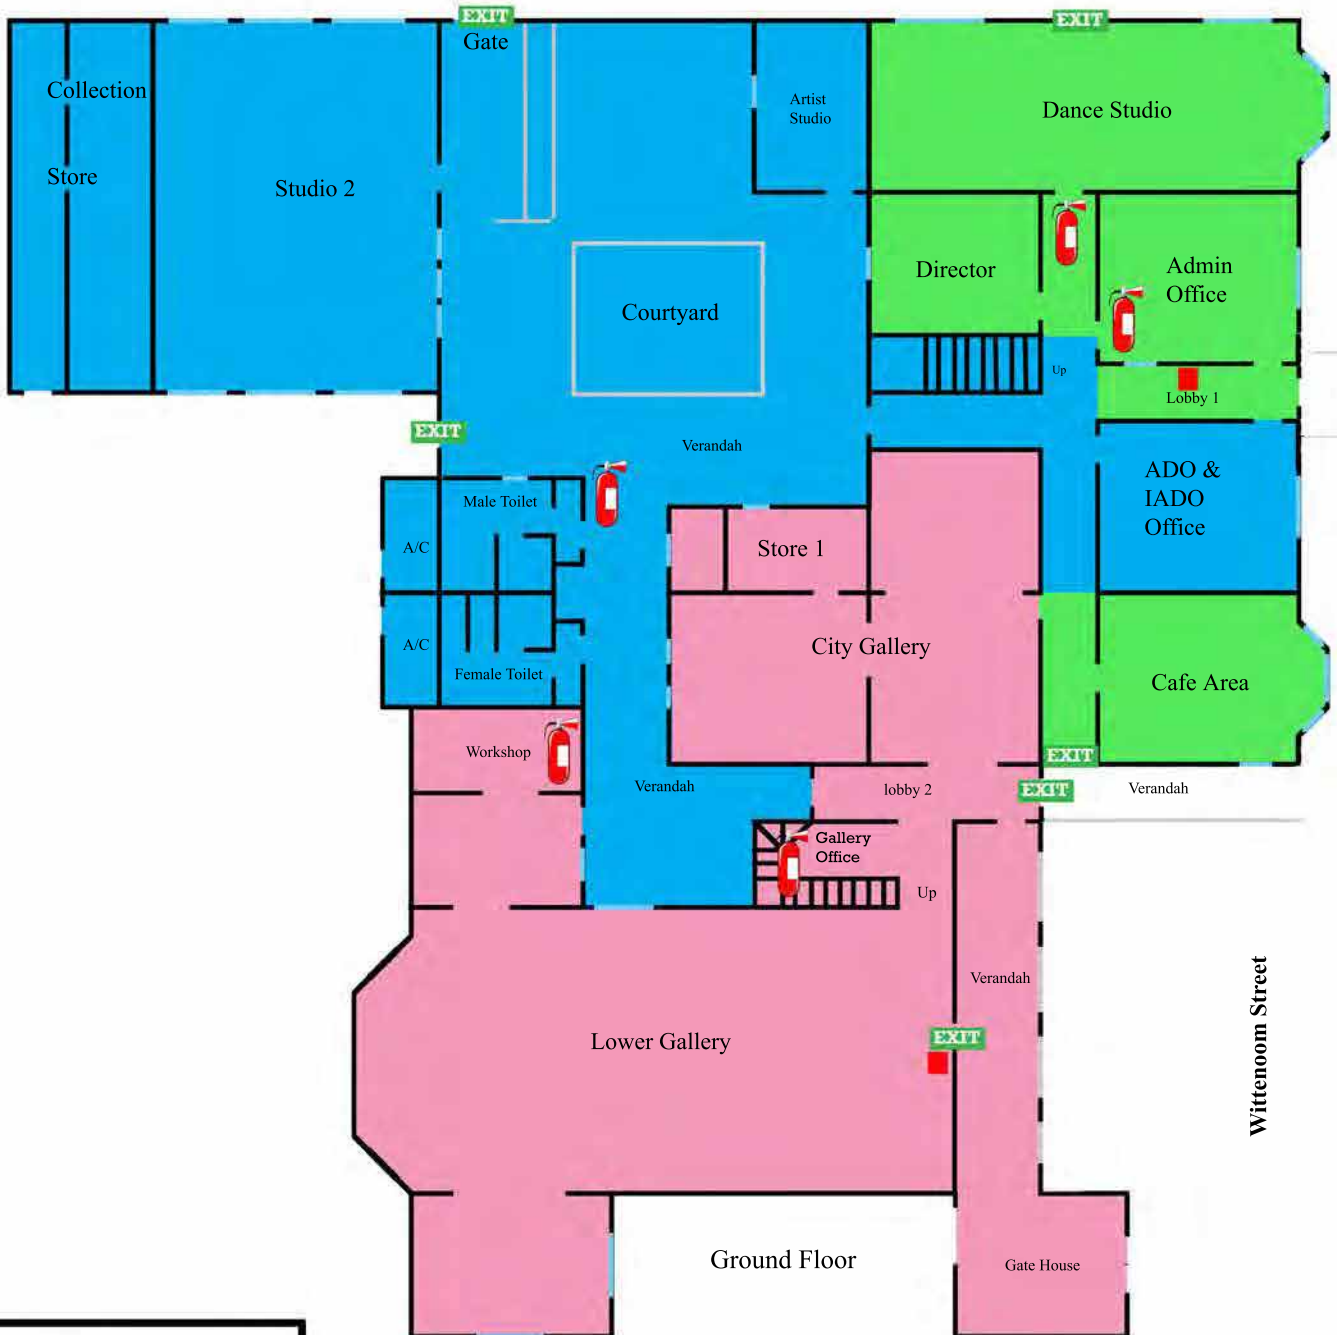 EXIT
EXIT
Gate
Collection
Artist
Studio
Dance Studio
Store
Studio 2
Director
Admin
Office
Courtyard
Up
Lobby 1
EXIT
Verandah
ADO &
IADO
Office
Male Toilet
A/C
Store 1
A/C
City Gallery
Female Toilet
Cafe Area
Workshop
EXIT
Verandah
lobby 2
EXIT
Verandah
Gallery
Office
Up
Verandah
Wittenoom Street
Lower Gallery
EXIT
Ground Floor
Gate House